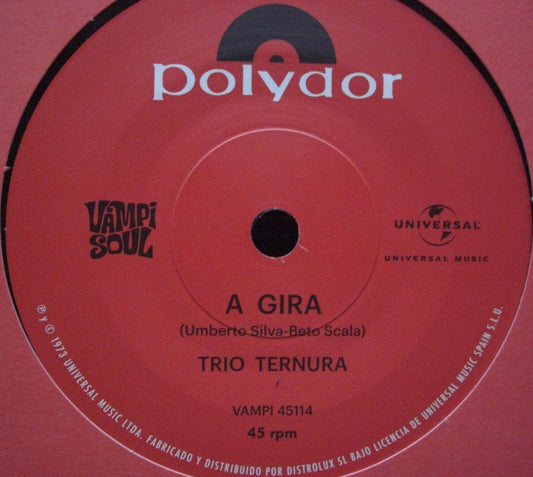 polydor
VAMPI
SOUL
UNIVERSAL
UNIVERSAL MUSIC
A GIRA
(Umberto Silva-Beto Scala)
TRIO TERNURA
VAMPI 45114
45 rpm
℗ Y © 1973 UNIVERSAL MUSIC LTDA. FABRICADO Y DISTRIBUIDO POR DISTROLUX SL BAJO LICENCIA DE UNIVERSAL MUSIC SPAIN S.L.U.